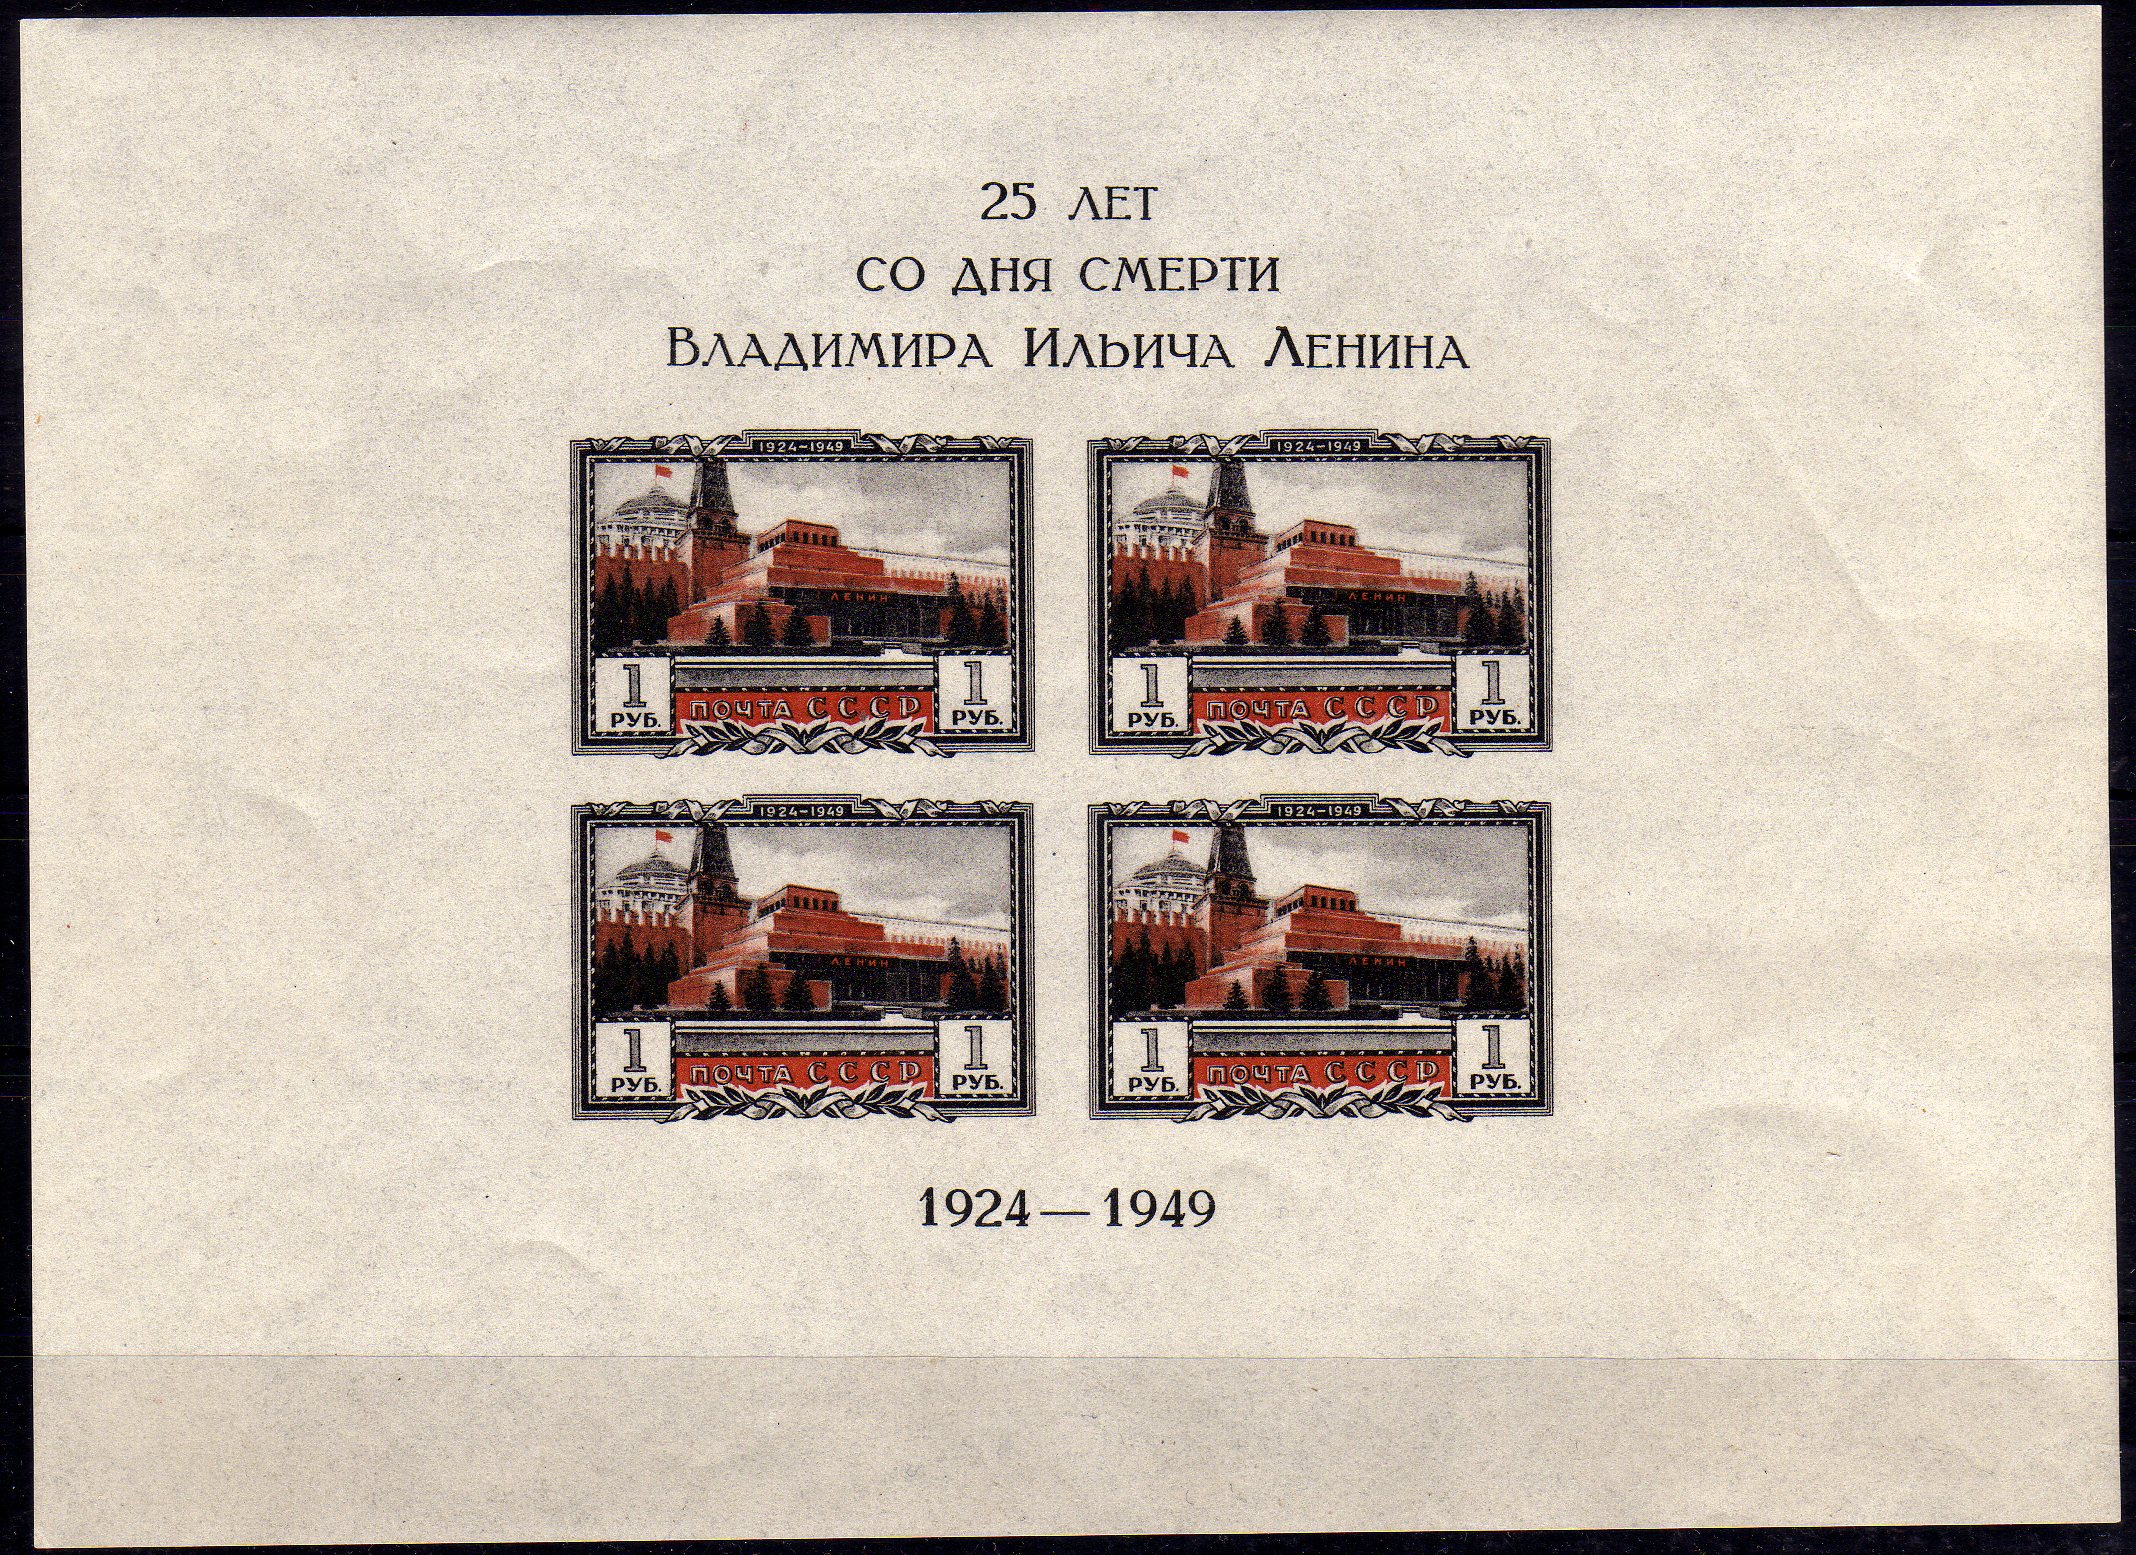 25 ЛЕТ
СО ДНЯ СМЕРТИ
ВЛАДИМИРА ИЛЬИЧА ЛЕНИНА
1924-1949
1924-1949
ЛЕНИН
ЛЕНИН
1 РУБ.
ПОЧТА СССР
1 РУБ.
1 РУБ.
ПОЧТА СССР
1 РУБ.
1924-1949
1924-1949
ЛЕНИН
ЛЕНИН
1 РУБ.
ПОЧТА СССР
1 РУБ.
1 РУБ.
ПОЧТА СССР
1 РУБ.
1924—1949